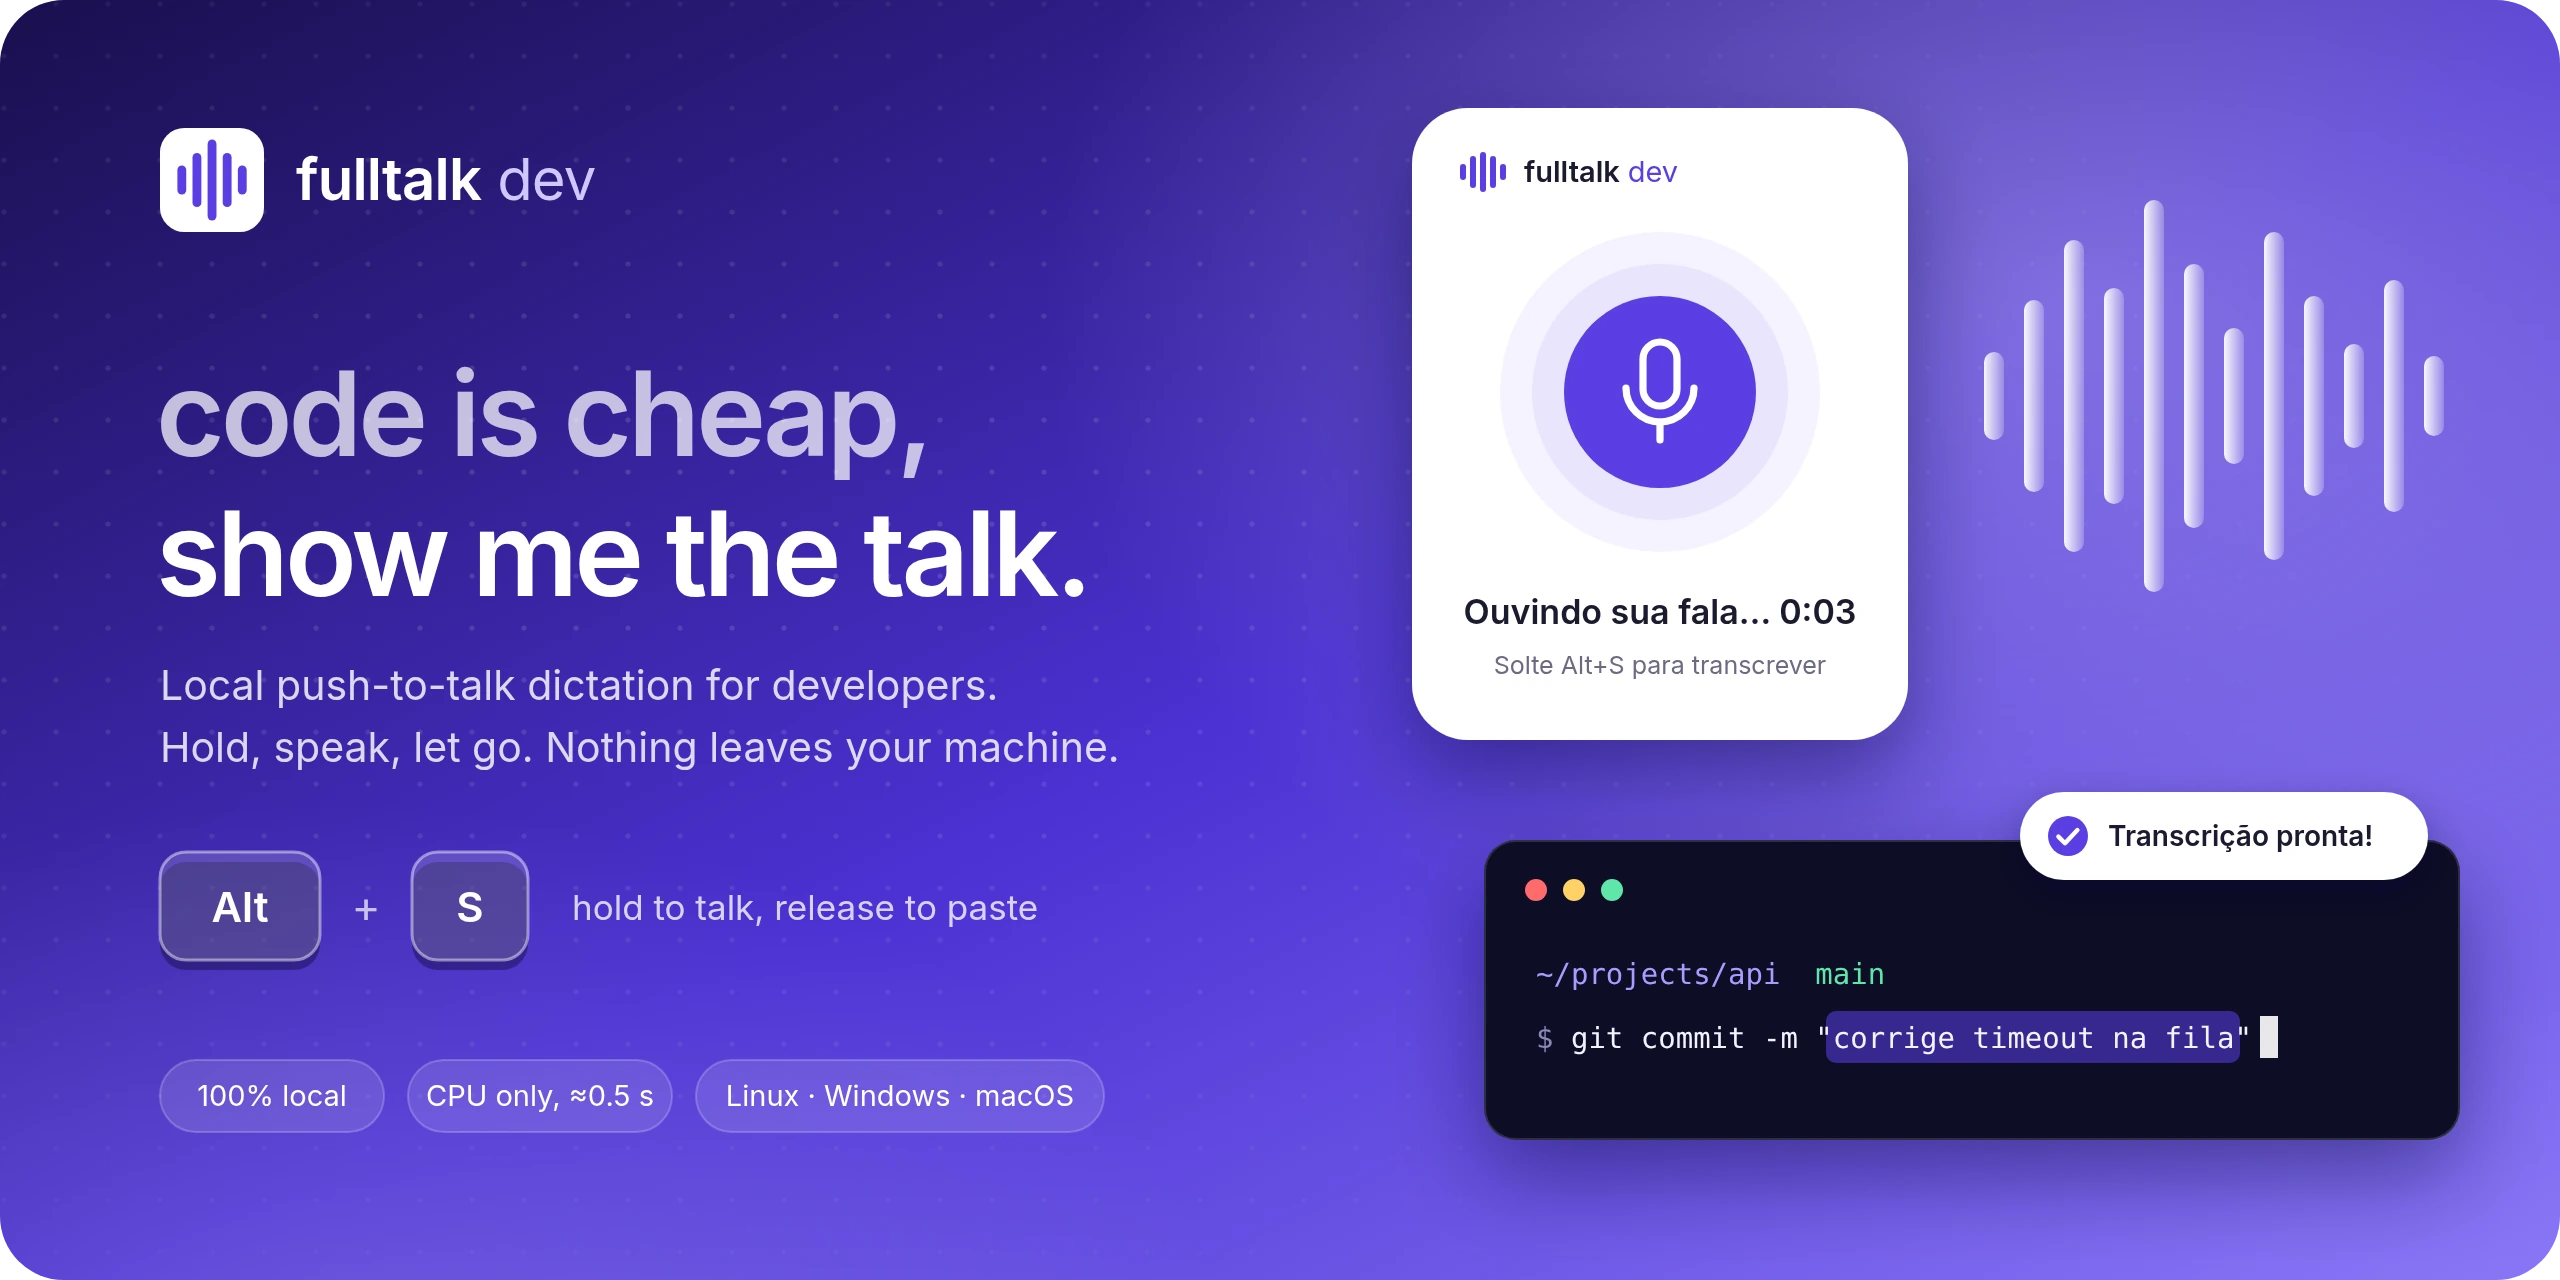 fulltalk dev
code is cheap,
show me the talk.
Local push-to-talk dictation for developers.
Hold, speak, let go. Nothing leaves your machine.
Alt + S hold to talk, release to paste
100% local CPU only, ≈0.5 s Linux · Windows · macOS
fulltalk dev
Ouvindo sua fala... 0:03
Solte Alt+S para transcrever
Transcrição pronta!
~/projects/api main
$ git commit -m "corrige timeout na fila"